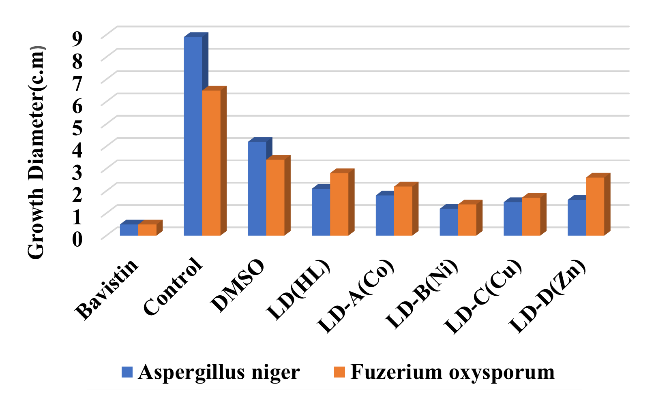 Growth Diameter(c.m)
9
8
7
6
5
4
3
2
1
0
Bavistin
Control
DMSO
LD(HL)
LD-A(Co)
LD-B(Ni)
LD-C(Cu)
LD-D(Zn)
Aspergillus niger
Fuzerium oxysporum